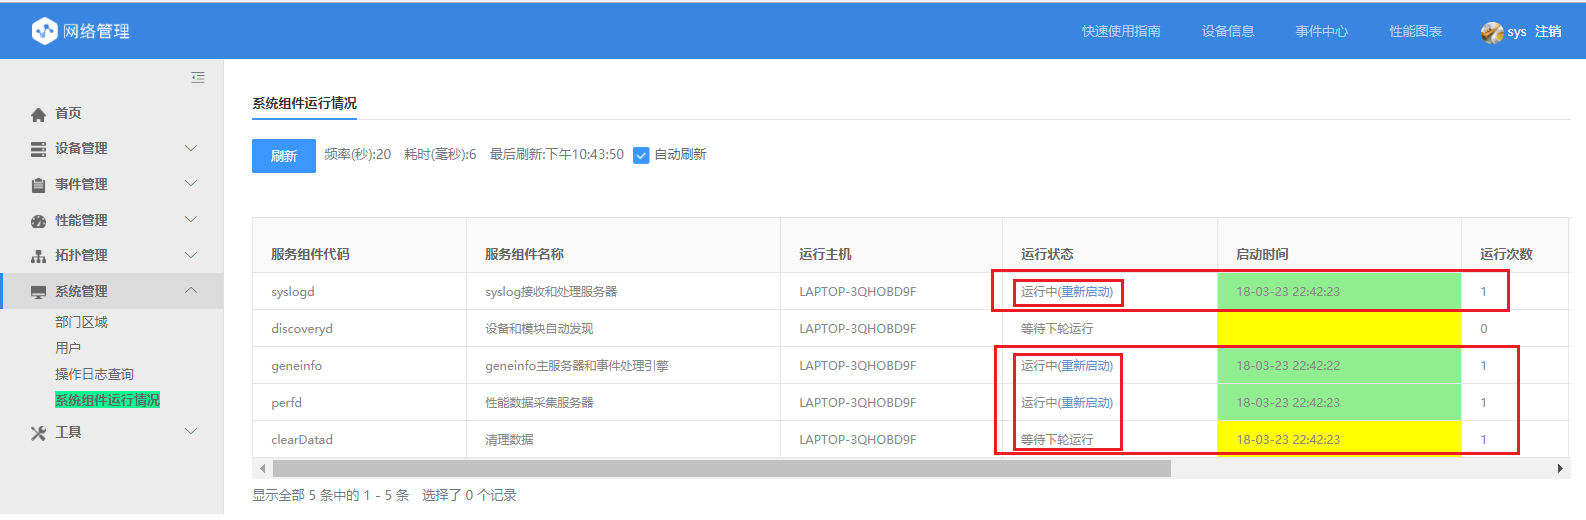 网络管理
快速使用指南 设备信息 事件中心 性能图表 sys 注销
首页
设备管理
事件管理
性能管理
拓扑管理
系统管理
部门区域
用户
操作日志查询
系统组件运行情况
工具
系统组件运行情况
刷新 频率(秒):20 耗时(毫秒):6 最后刷新:下午10:43:50 自动刷新
服务组件代码 服务组件名称 运行主机 运行状态 启动时间 运行次数
syslogd syslog接收和处理服务器 LAPTOP-3QHOBD9F 运行中(重新启动) 18-03-23 22:42:23 1
discoveryd 设备和模块自动发现 LAPTOP-3QHOBD9F 等待下轮运行 0
geneinfo geneinfo主服务器和事件处理引擎 LAPTOP-3QHOBD9F 运行中(重新启动) 18-03-23 22:42:22 1
perfd 性能数据采集服务器 LAPTOP-3QHOBD9F 运行中(重新启动) 18-03-23 22:42:23 1
clearDatad 清理数据 LAPTOP-3QHOBD9F 等待下轮运行 18-03-23 22:42:23 1
显示全部 5 条中的 1 - 5 条 选择了 0 个记录